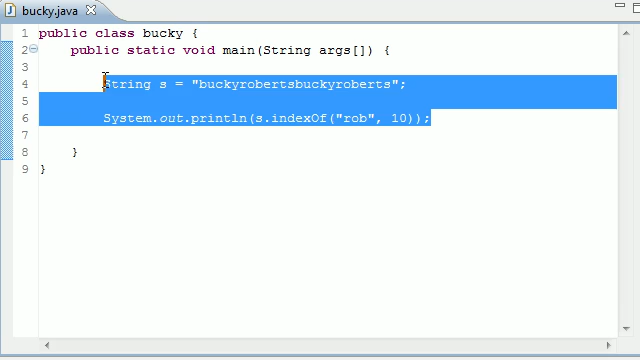 bucky.java
1 public class bucky {
2 public static void main(String args[]) {
3
4 String s = "buckyrobertsbuckyroberts";
5
6 System.out.println(s.indexOf("rob", 10));
7
8 }
9 }